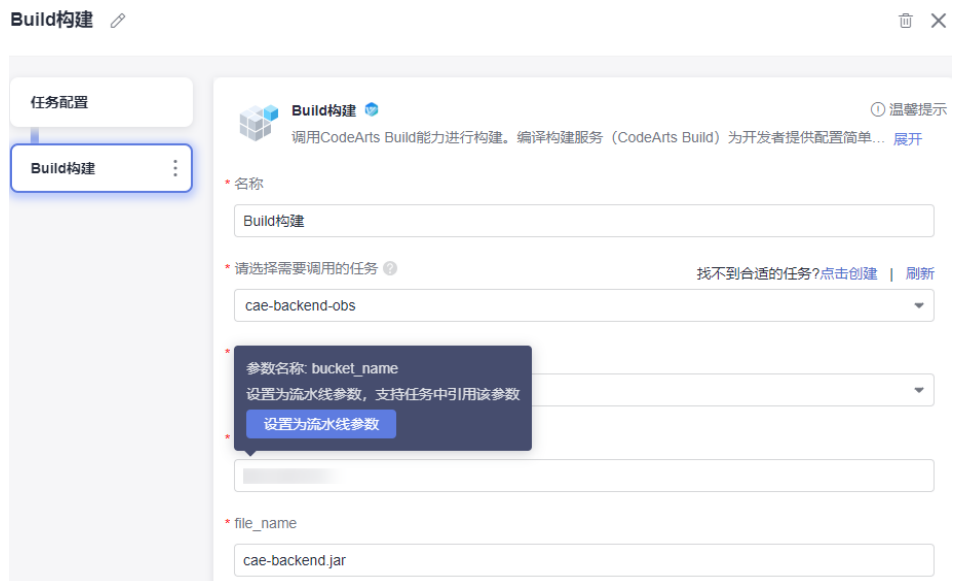 Build构建
任务配置
Build构建
Build构建
温馨提示
调用CodeArts Build能力进行构建。编译构建服务（CodeArts Build）为开发者提供配置简单... 展开
* 名称
Build构建
* 请选择需要调用的任务
找不到合适的任务?点击创建 | 刷新
cae-backend-obs
*
参数名称: bucket_name
设置为流水线参数，支持任务中引用该参数
设置为流水线参数
*
* file_name
cae-backend.jar